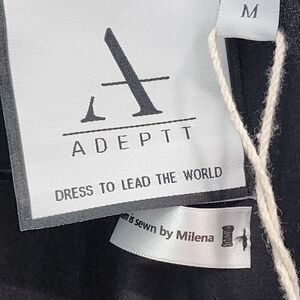 M
A
ADEPTT
DRESS TO LEAD THE WORLD
is sewn by Milena